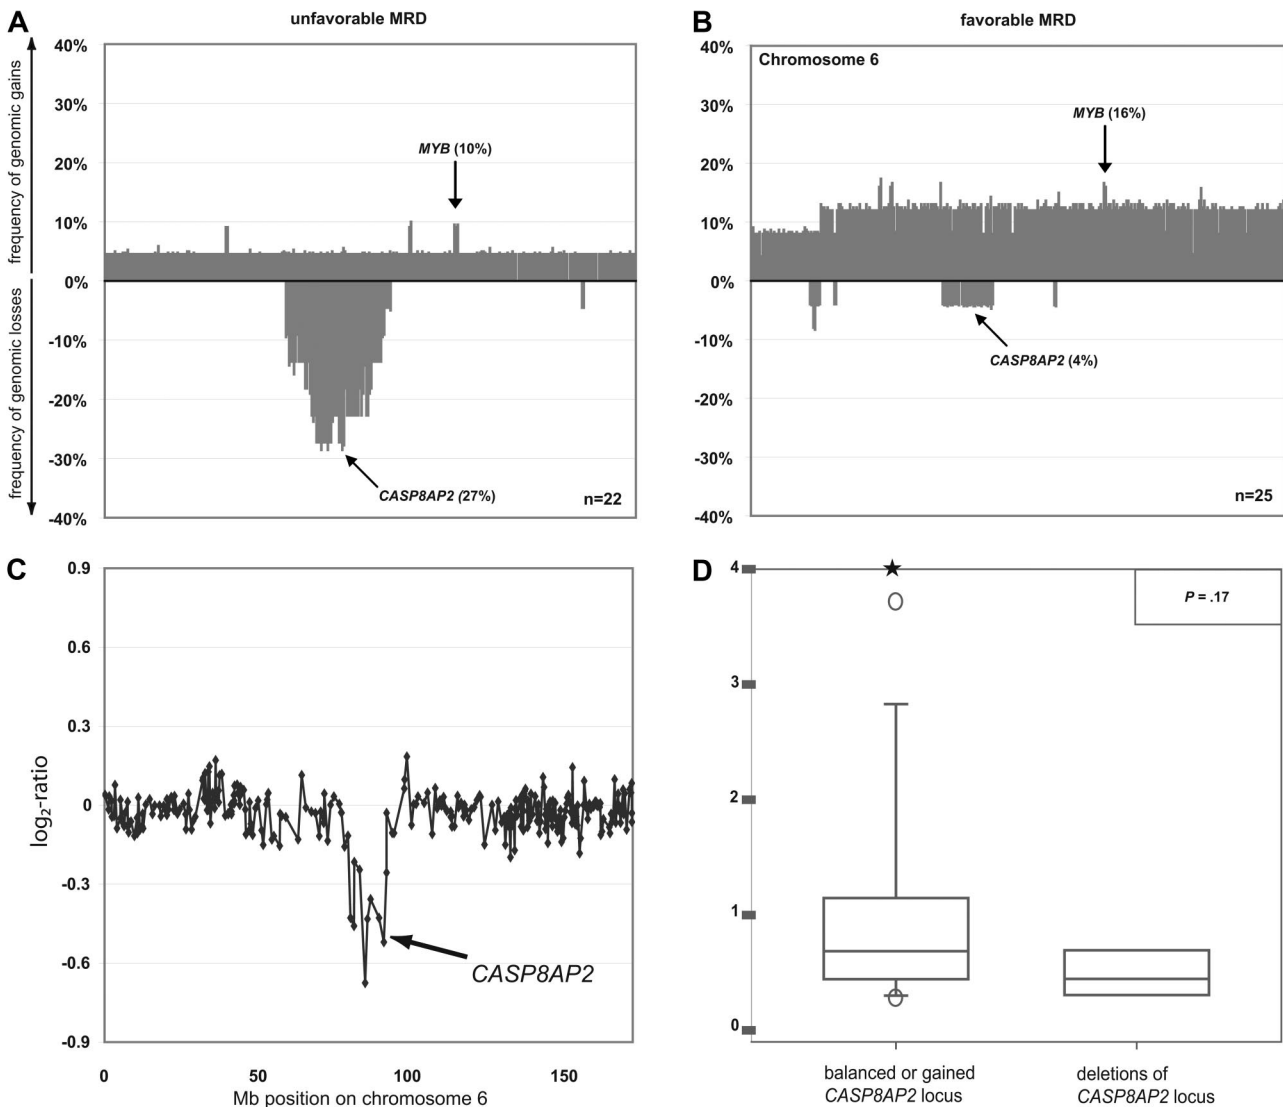 A
unfavorable MRD
frequency of genomic gains
frequency of genomic losses
40%
30%
20%
10%
0%
-10%
-20%
-30%
-40%
MYB (10%)
CASP8AP2 (27%)
n=22
B
favorable MRD
40%
30%
20%
10%
0%
-10%
-20%
-30%
-40%
Chromosome 6
MYB (16%)
CASP8AP2 (4%)
n=25
C
log2-ratio
0.9
0.6
0.3
0
-0.3
-0.6
-0.9
CASP8AP2
0 50 100 150
Mb position on chromosome 6
D
4
3
2
1
0
P = .17
balanced or gained
CASP8AP2 locus
deletions of
CASP8AP2 locus